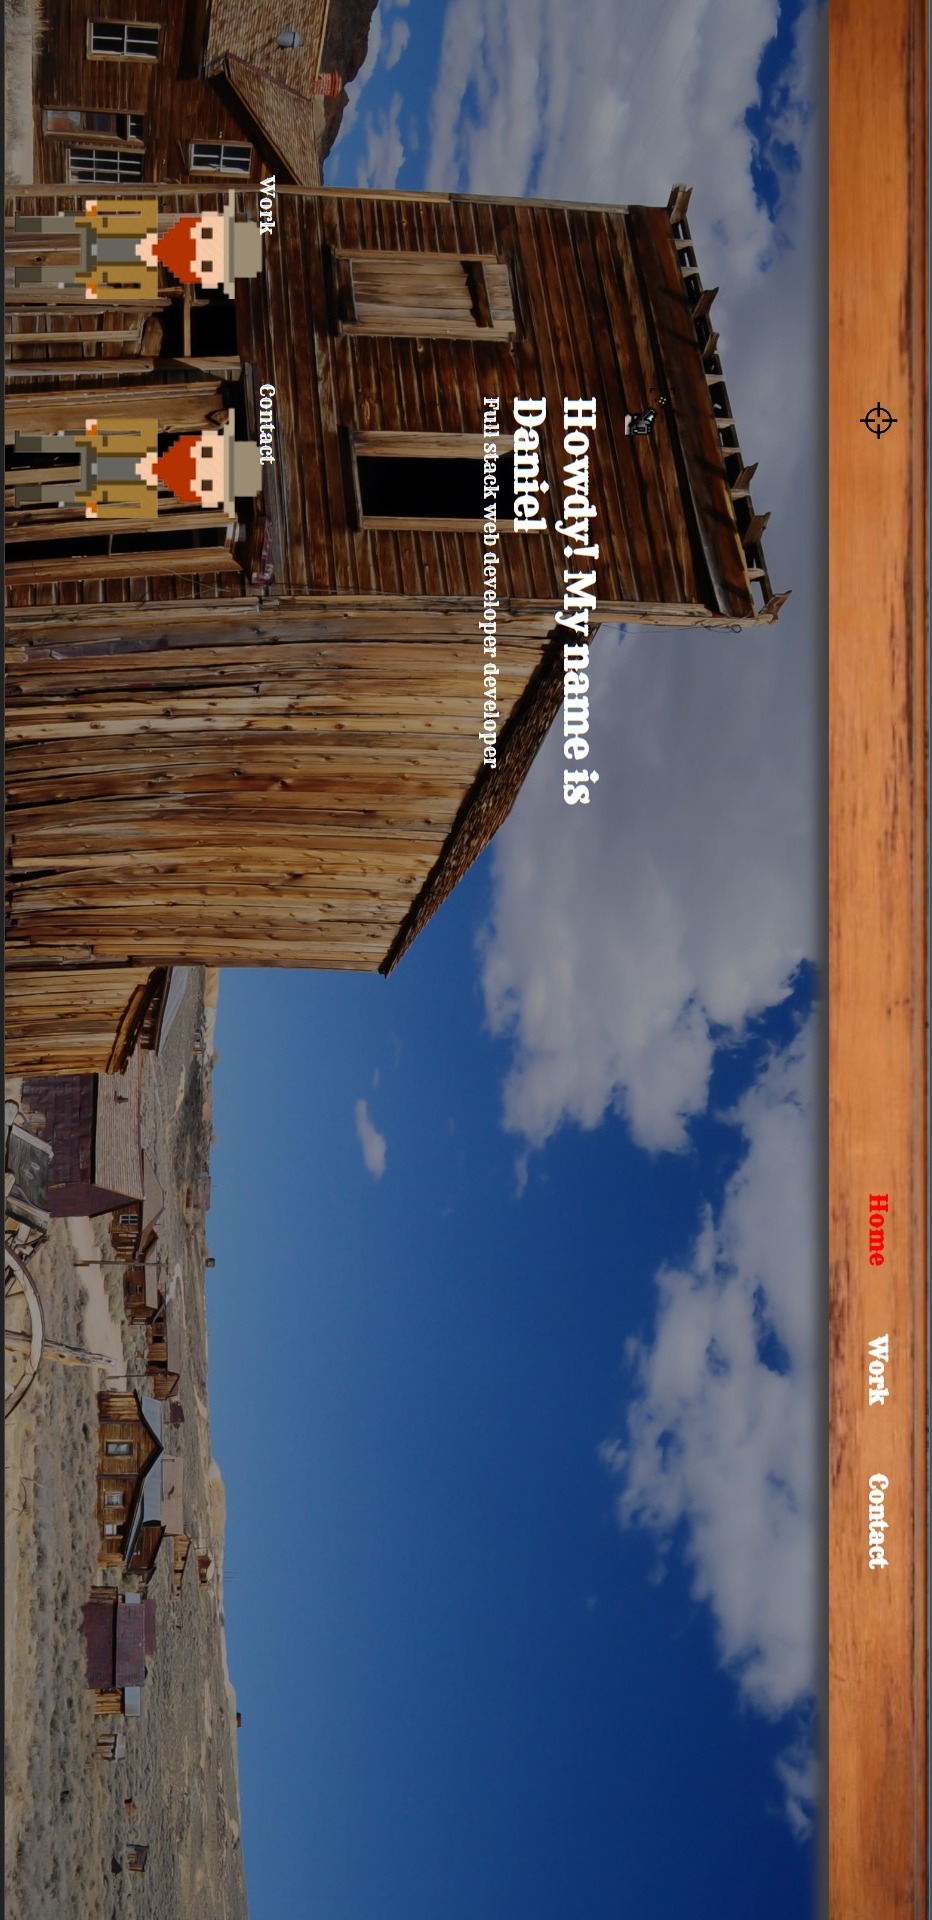 Home
Work
Contact
Howdy! My name is
Daniel
Full stack web developer developer
Work
Contact